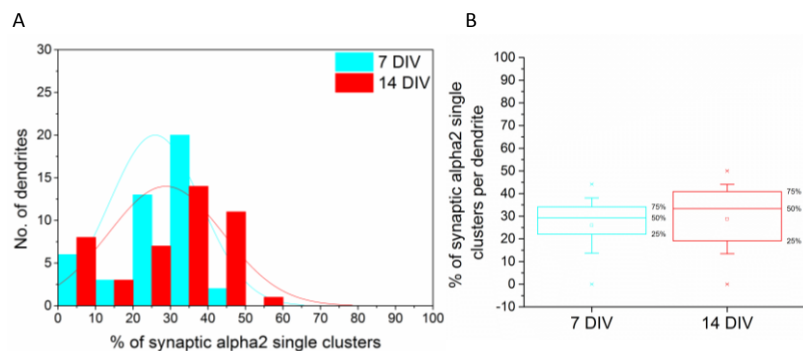 A
B
30
25
20
15
10
5
0
No. of dendrites
7 DIV
14 DIV
0 10 20 30 40 50 60 70 80 90 100
% of synaptic alpha2 single clusters
100
90
80
70
60
50
40
30
20
10
0
-10
% of synaptic alpha2 single
clusters per dendrite
75%
50%
25%
75%
50%
25%
7 DIV 14 DIV